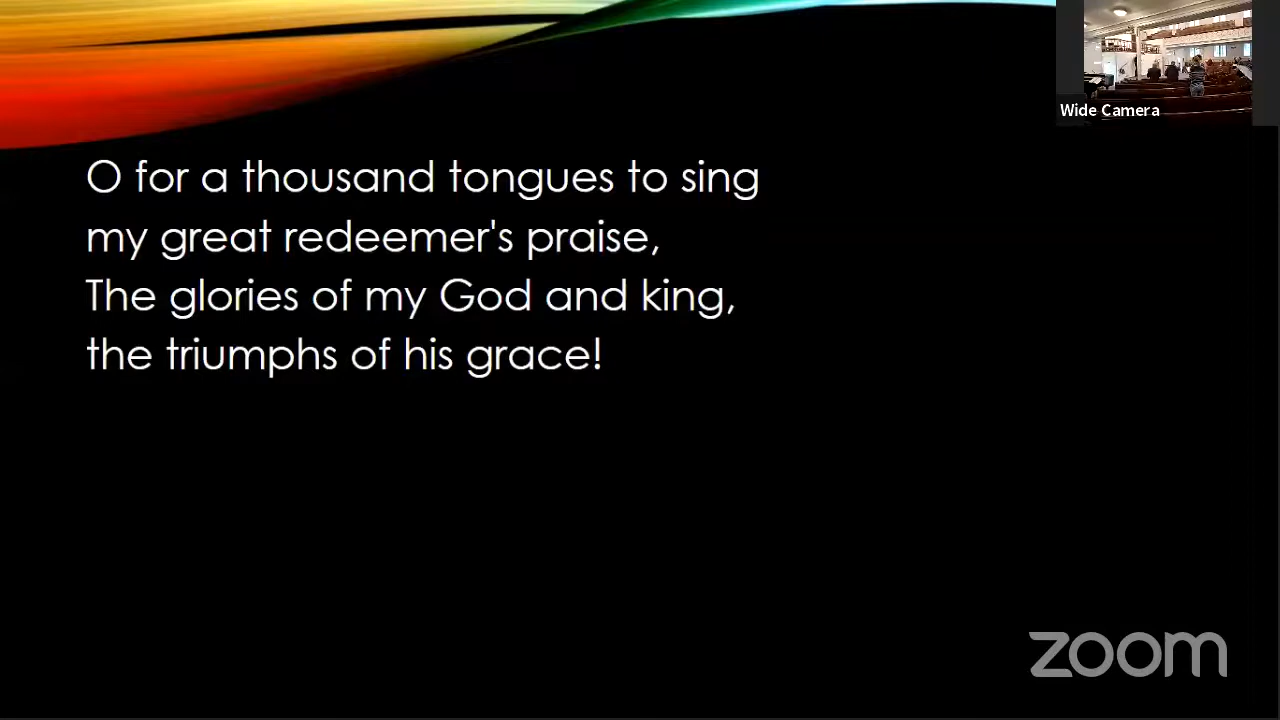 Wide Camera
O for a thousand tongues to sing
my great redeemer's praise,
The glories of my God and king,
the triumphs of his grace!
zoom